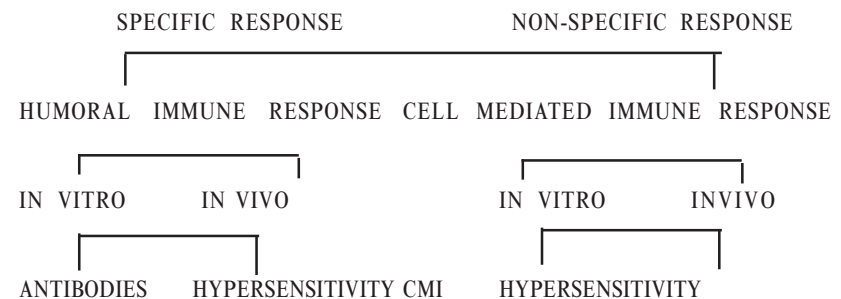 SPECIFIC RESPONSE NON-SPECIFIC RESPONSE
HUMORAL IMMUNE RESPONSE CELL MEDIATED IMMUNE RESPONSE
IN VITRO IN VIVO IN VITRO INVIVO
ANTIBODIES HYPERSENSITIVITY CMI HYPERSENSITIVITY